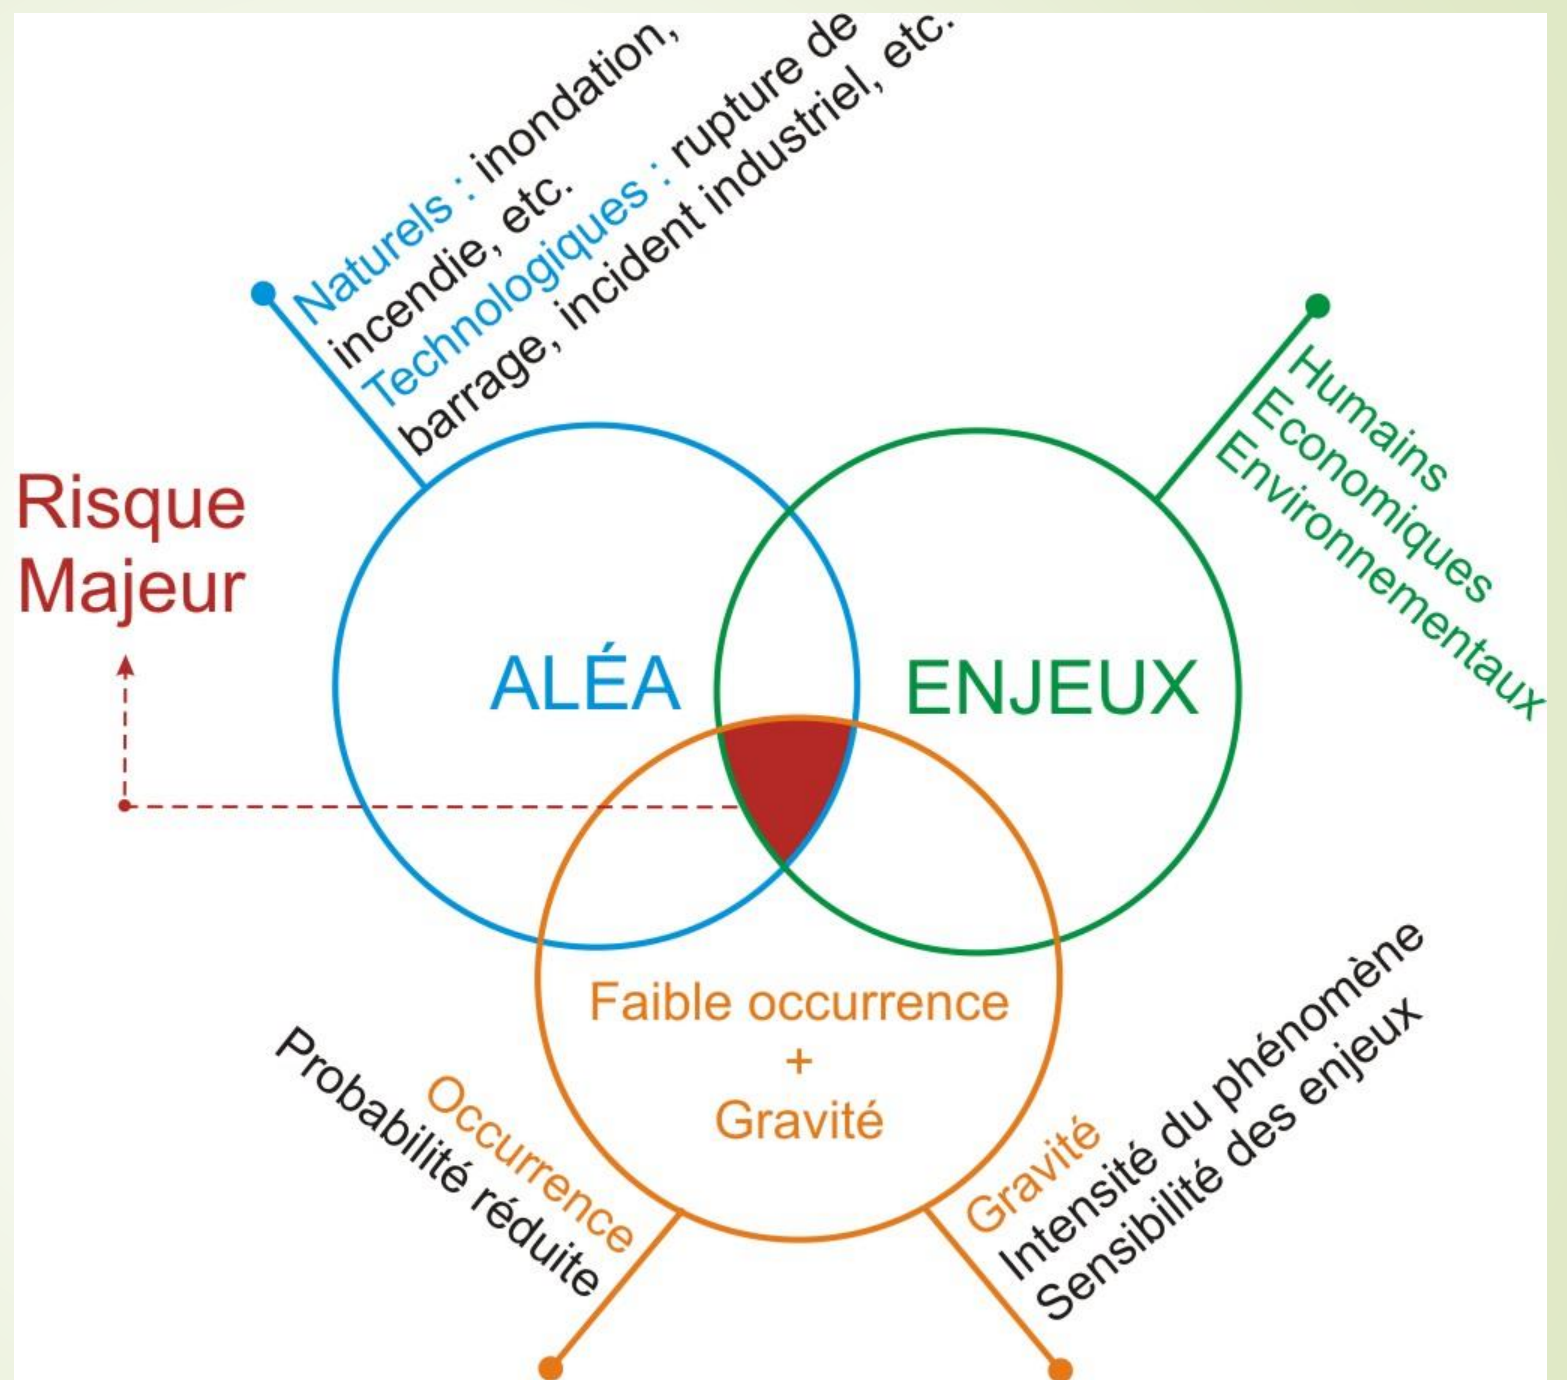 Naturels : inondation,
incendie, etc.
Technologiques : rupture de
barrage, incident industriel, etc.
Humains
Economiques
Environnementaux
Risque
Majeur
ALÉA
ENJEUX
Faible occurrence
+
Gravité
Occurrence
Probabilité réduite
Gravité
Intensité du phénomène
Sensibilité des enjeux